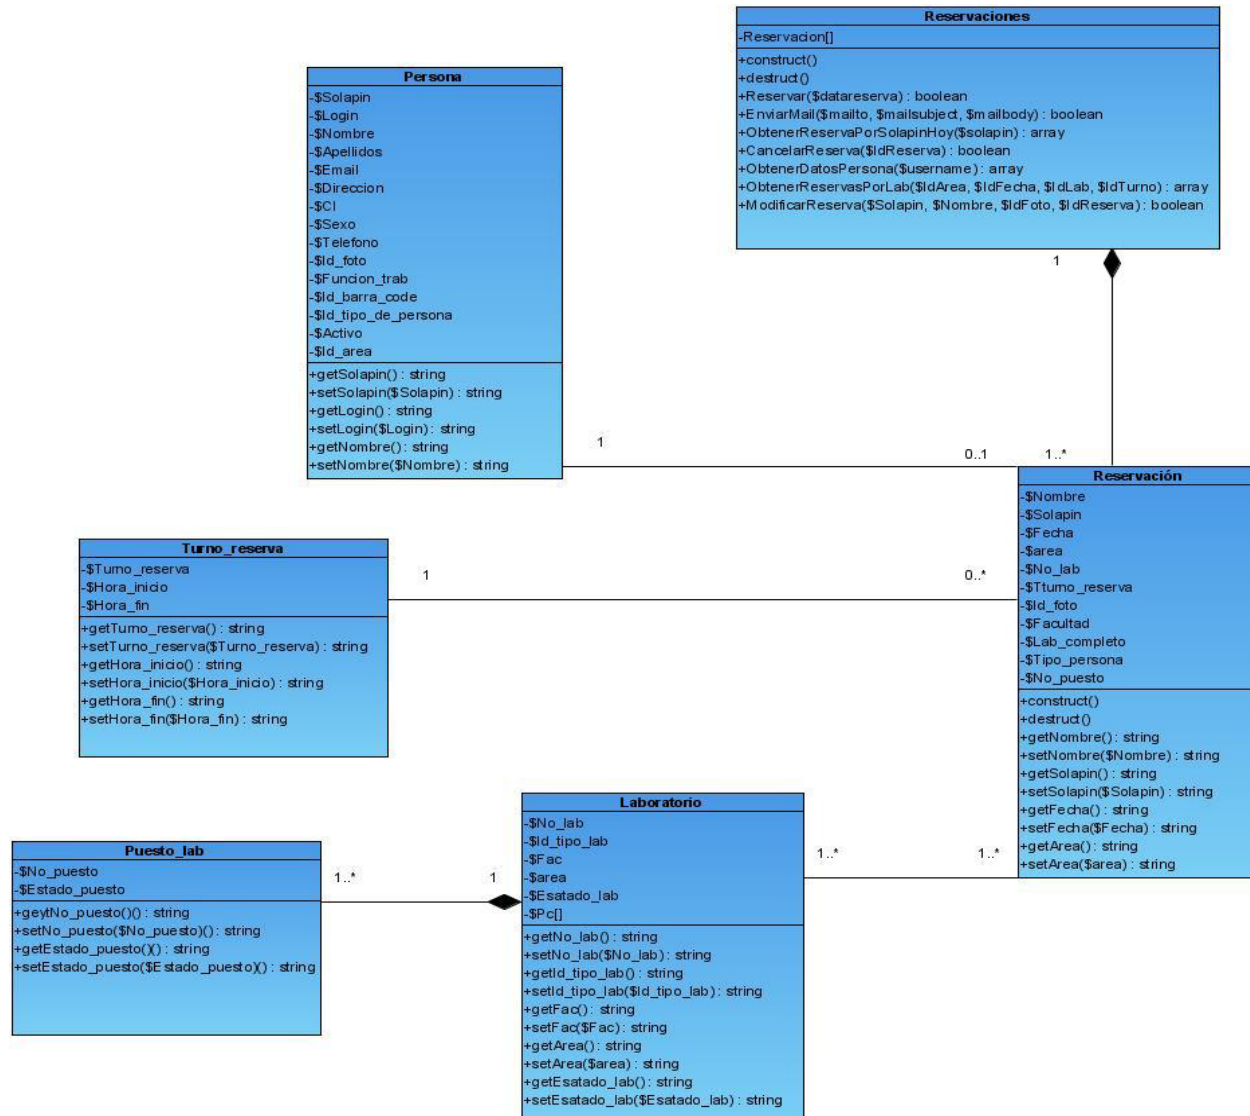 Reservaciones
-Reservacion[]
+construct()
+destruct()
+Reservar($datareserva) : boolean
+EnviarMail($mailto, $mailsubject, $mailbody) : boolean
+ObtenerReservaPorSolapinHoy($solapin) : array
+CancelarReserva($IdReserva) : boolean
+ObtenerDatosPersona($username) : array
+ObtenerReservasPorLab($IdArea, $IdFecha, $IdLab, $IdTurno) : array
+ModificarReserva($Solapin, $Nombre, $IdFoto, $IdReserva) : boolean
1
1..*
Persona
-$Solapin
-$Login
-$Nombre
-$Apellidos
-$Email
-$Direccion
-$CI
-$Sexo
-$Telefono
-$Id_foto
-$Funcion_trab
-$Id_barra_code
-$Id_tipo_de_persona
-$Activo
-$Id_area
+getSolapin() : string
+setSolapin($Solapin) : string
+getLogin() : string
+setLogin($Login) : string
+getNombre() : string
+setNombre($Nombre) : string
1
0..1
Reservación
-$Nombre
-$Solapin
-$Fecha
-$area
-$No_lab
-$Tturno_reserva
-$Id_foto
-$Facultad
-$Lab_completo
-$Tipo_persona
-$No_puesto
+construct()
+destruct()
+getNombre() : string
+setNombre($Nombre) : string
+getSolapin() : string
+setSolapin($Solapin) : string
+getFecha() : string
+setFecha($Fecha) : string
+getArea() : string
+setArea($area) : string
Turno_reserva
-$Turno_reserva
-$Hora_inicio
-$Hora_fin
+getTurno_reserva() : string
+setTurno_reserva($Turno_reserva) : string
+getHora_inicio() : string
+setHora_inicio($Hora_inicio) : string
+getHora_fin() : string
+setHora_fin($Hora_fin) : string
1
0..*
Laboratorio
-$No_lab
-$Id_tipo_lab
-$Fac
-$area
-$Esatado_lab
-$Pc[]
+getNo_lab() : string
+setNo_lab($No_lab) : string
+getId_tipo_lab() : string
+setId_tipo_lab($Id_tipo_lab) : string
+getFac() : string
+setFac($Fac) : string
+getArea() : string
+setArea($area) : string
+getEsatado_lab() : string
+setEsatado_lab($Esatado_lab) : string
1..*
1..*
Puesto_lab
-$No_puesto
-$Estado_puesto
+geytNo_puesto()() : string
+setNo_puesto($No_puesto)() : string
+getEstado_puesto()() : string
+setEstado_puesto($Estado_puesto)() : string
1..*
1